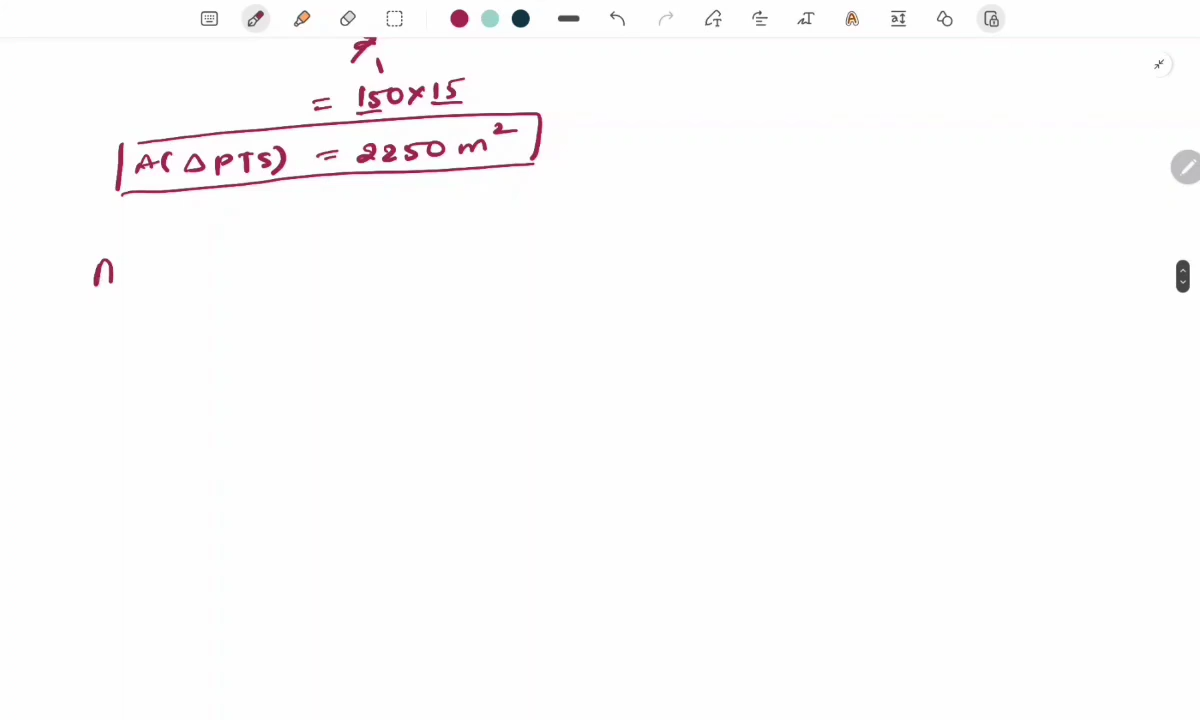 = 150×15
A(△PTS) = 2250 m²